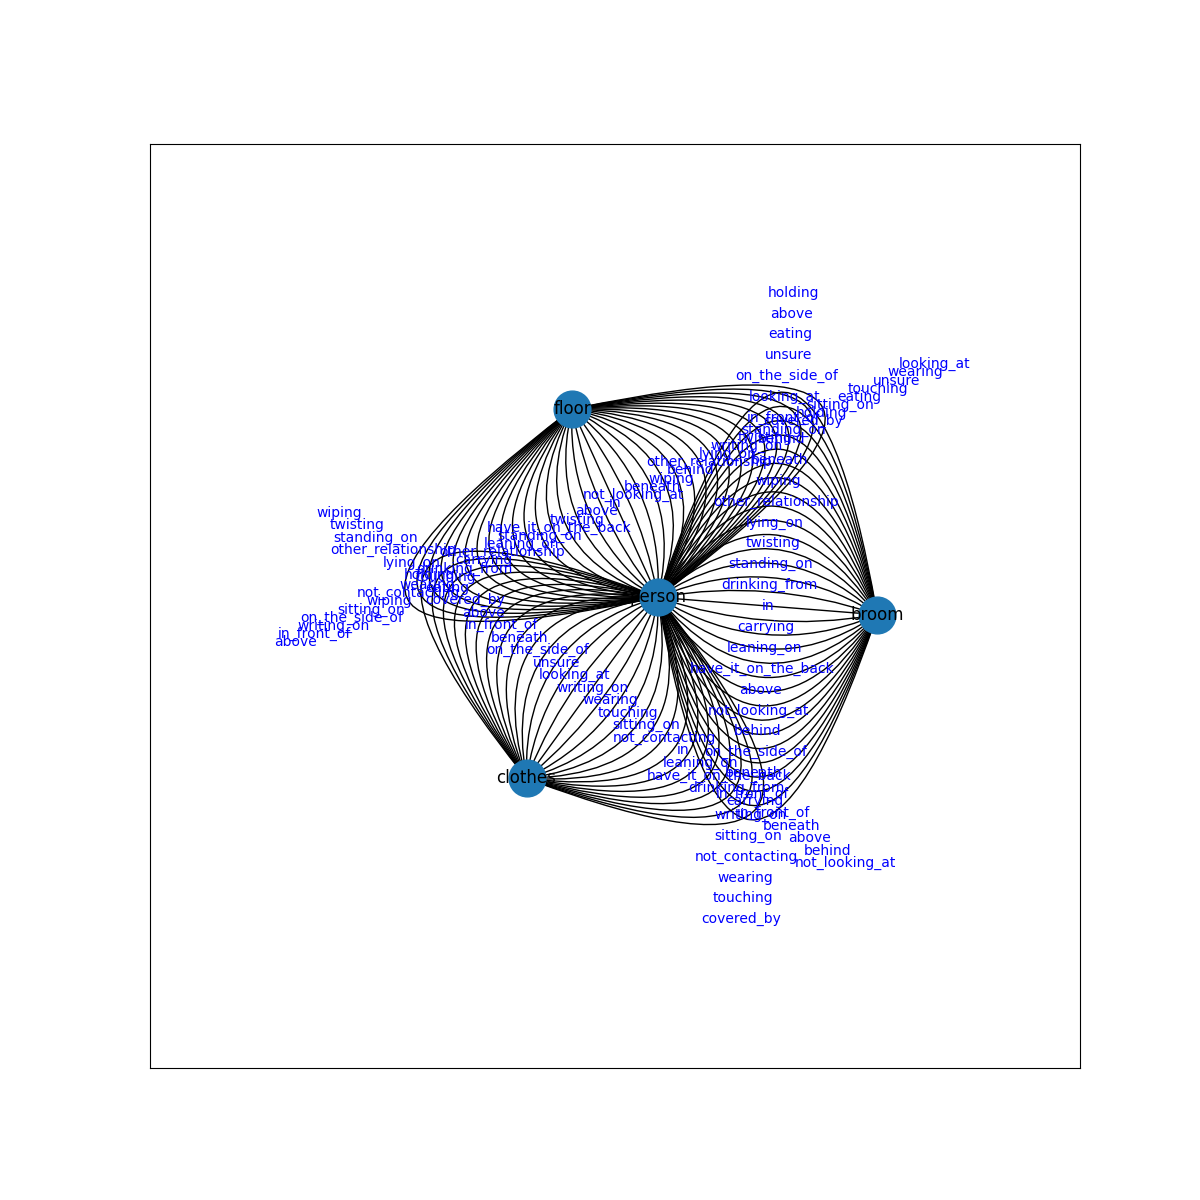 holding
above
eating
unsure
looking_at
on_the_side_of
wearing
unsure
touching
looking_at
eating
sitting_on
floor
holding
in_front_of
covered_by
standing_on
writing_on
lying_on
beneath
other_relationship
behind
wiping
wiping
beneath
not_looking_at
other_relationship
in
above
wiping
twisting
lying_on
twisting
have_it_on_the_back
standing_on
standing_on
twisting
leaning_on
other_relationship
other_relationship
carrying
lying_on
standing_on
drinking_from
holding
touching
drinking_from
wearing
eating
not_contacting
person
wiping
covered_by
in
sitting_on
above
broom
on_the_side_of
writing_on
in_front_of
carrying
in_front_of
beneath
above
on_the_side_of
leaning_on
unsure
looking_at
have_it_on_the_back
writing_on
above
wearing
touching
not_looking_at
sitting_on
behind
not_contacting
in
on_the_side_of
leaning_on
beneath
clothes
have_it_on_the_back
drinking_from
in_front_of
carrying
in_front_of
writing_on
beneath
sitting_on
above
behind
not_contacting
not_looking_at
wearing
touching
covered_by